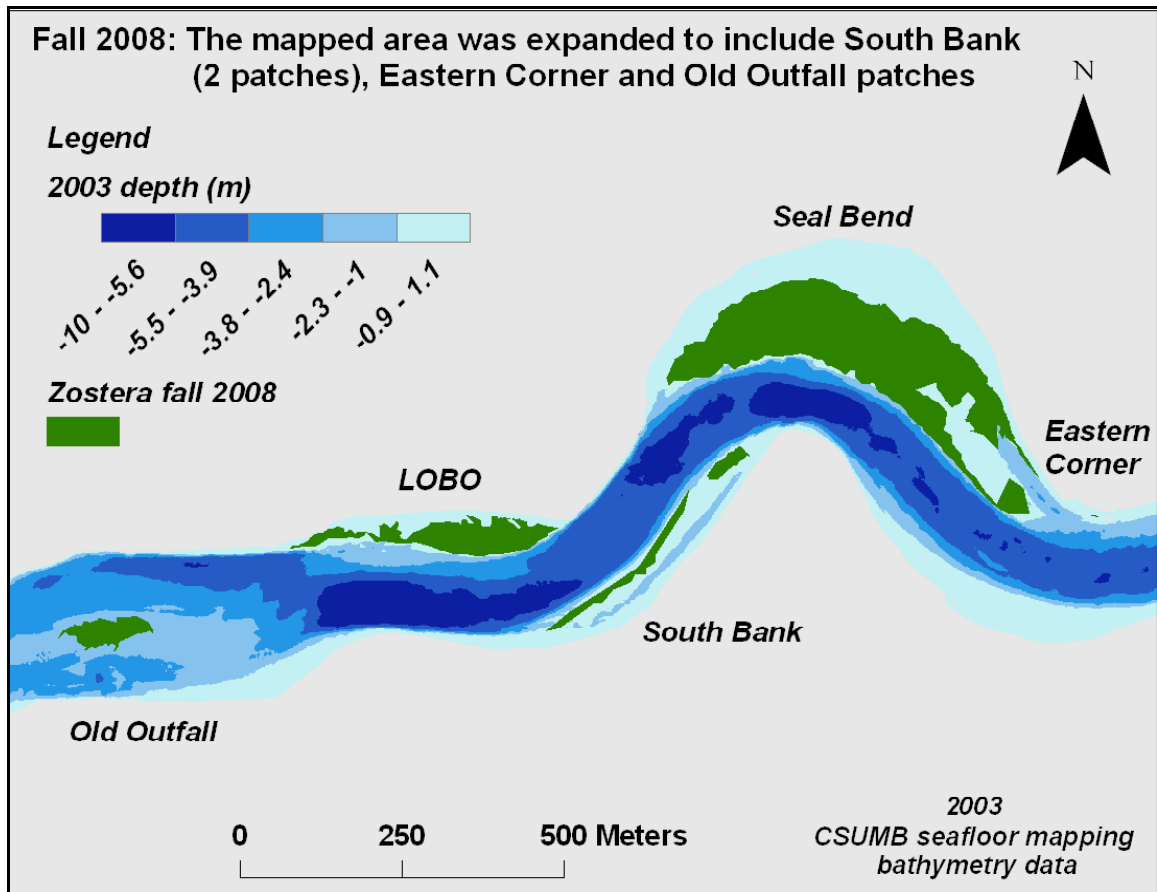 Fall 2008: The mapped area was expanded to include South Bank
(2 patches), Eastern Corner and Old Outfall patches
N
Legend
2003 depth (m)
-10 - -5.6
-5.5 - -3.9
-3.8 - -2.4
-2.3 - -1
-0.9 - 1.1
Zostera fall 2008
Seal Bend
Eastern
Corner
LOBO
South Bank
Old Outfall
0 250 500 Meters
2003
CSUMB seafloor mapping
bathymetry data